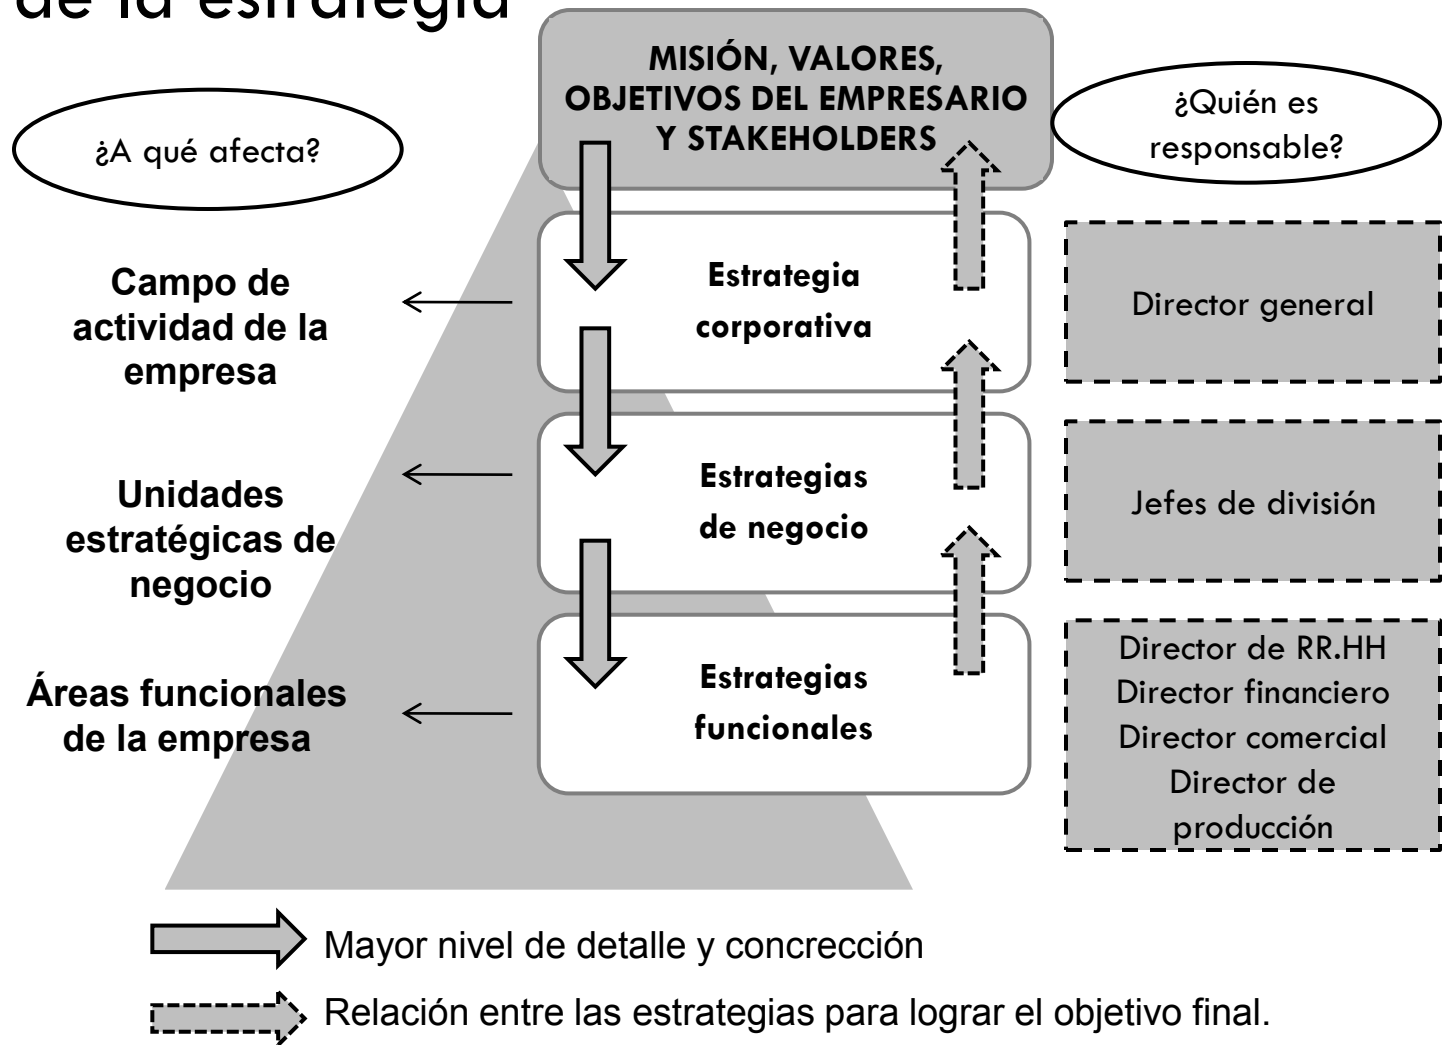 de la estrategia
MISIÓN, VALORES,
OBJETIVOS DEL EMPRESARIO
Y STAKEHOLDERS
¿A qué afecta?
¿Quién es
responsable?
Campo de
actividad de la
empresa
Estrategia
corporativa
Director general
Unidades
estratégicas de
negocio
Estrategias
de negocio
Jefes de división
Áreas funcionales
de la empresa
Estrategias
funcionales
Director de RR.HH
Director financiero
Director comercial
Director de
producción
Mayor nivel de detalle y concrección
Relación entre las estrategias para lograr el objetivo final.